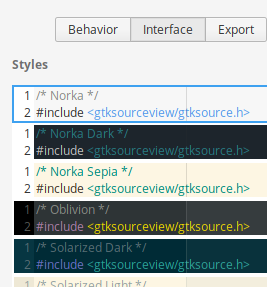 Behavior Interface Export
Styles
1 /* Norka */
2 #include <gtksourceview/gtksource.h>
1 /* Norka Dark */
2 #include <gtksourceview/gtksource.h>
1 /* Norka Sepia */
2 #include <gtksourceview/gtksource.h>
1 /* Oblivion */
2 #include <gtksourceview/gtksource.h>
1 /* Solarized Dark */
2 #include <gtksourceview/gtksource.h>
1 /* Solarized Light */